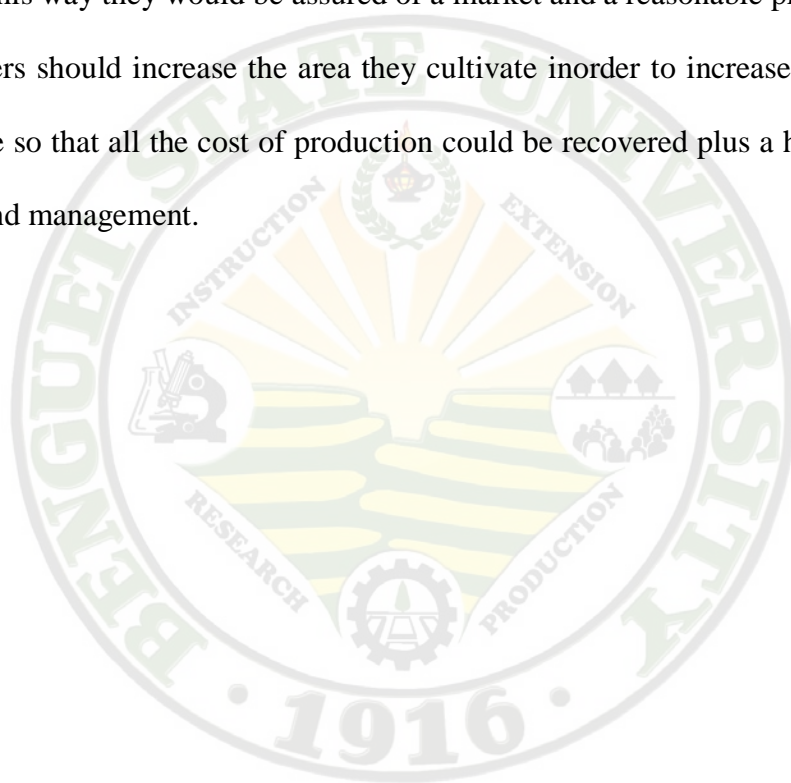 his way they would be assured of a market and a reasonable
ers should increase the area they cultivate inorder to increase
e so that all the cost of production could be recovered plus a
nd management.
BENGUET STATE UNIVERSITY
INSTRUCTION
EXTENSION
RESEARCH
PRODUCTION
· 1916 ·